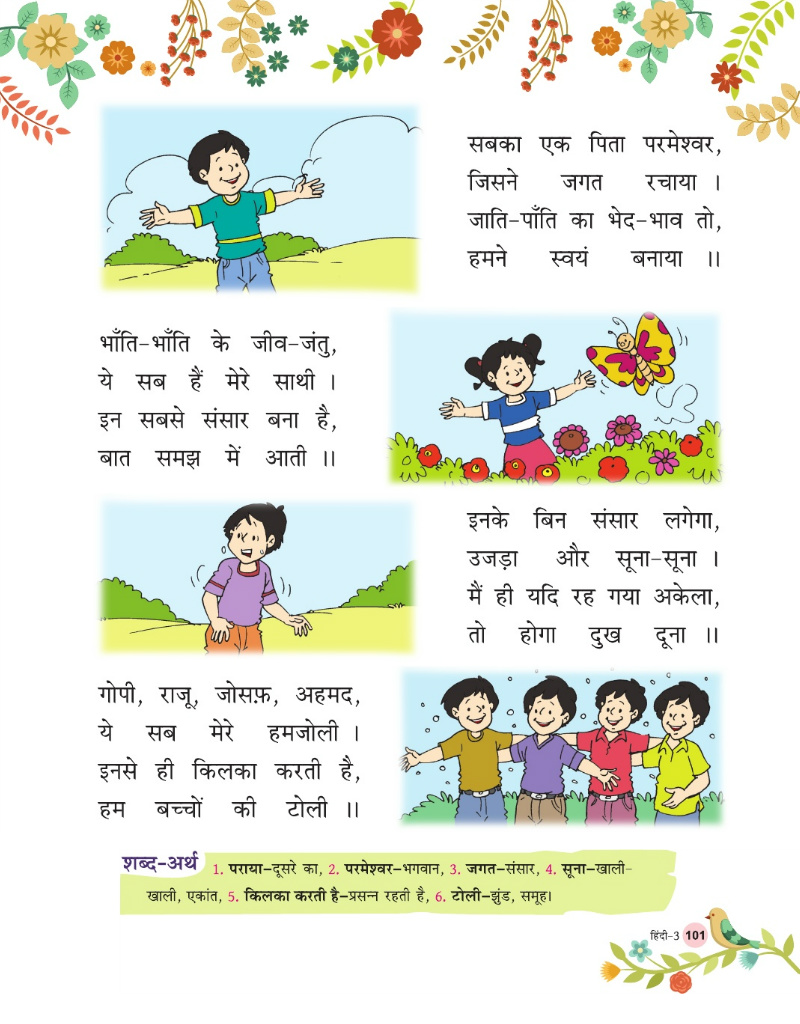 सबका एक पिता परमेश्वर,
जिसने जगत रचाया ।
जाति-पाँति का भेद-भाव तो,
हमने स्वयं बनाया ।।
भाँति-भाँति के जीव-जंतु,
ये सब हैं मेरे साथी ।
इन सबसे संसार बना है,
बात समझ में आती ।।
इनके बिन संसार लगेगा,
उजड़ा और सूना-सूना ।
मैं ही यदि रह गया अकेला,
तो होगा दुख दूना ।।
गोपी, राजू, जोसफ़, अहमद,
ये सब मेरे हमजोली ।
इनसे ही किलका करती है,
हम बच्चों की टोली ।।
शब्द-अर्थ 1. पराया–दूसरे का, 2. परमेश्वर–भगवान, 3. जगत–संसार, 4. सूना–खाली-
खाली, एकांत, 5. किलका करती है–प्रसन्न रहती है, 6. टोली–झुंड, समूह।
हिंदी-3 101